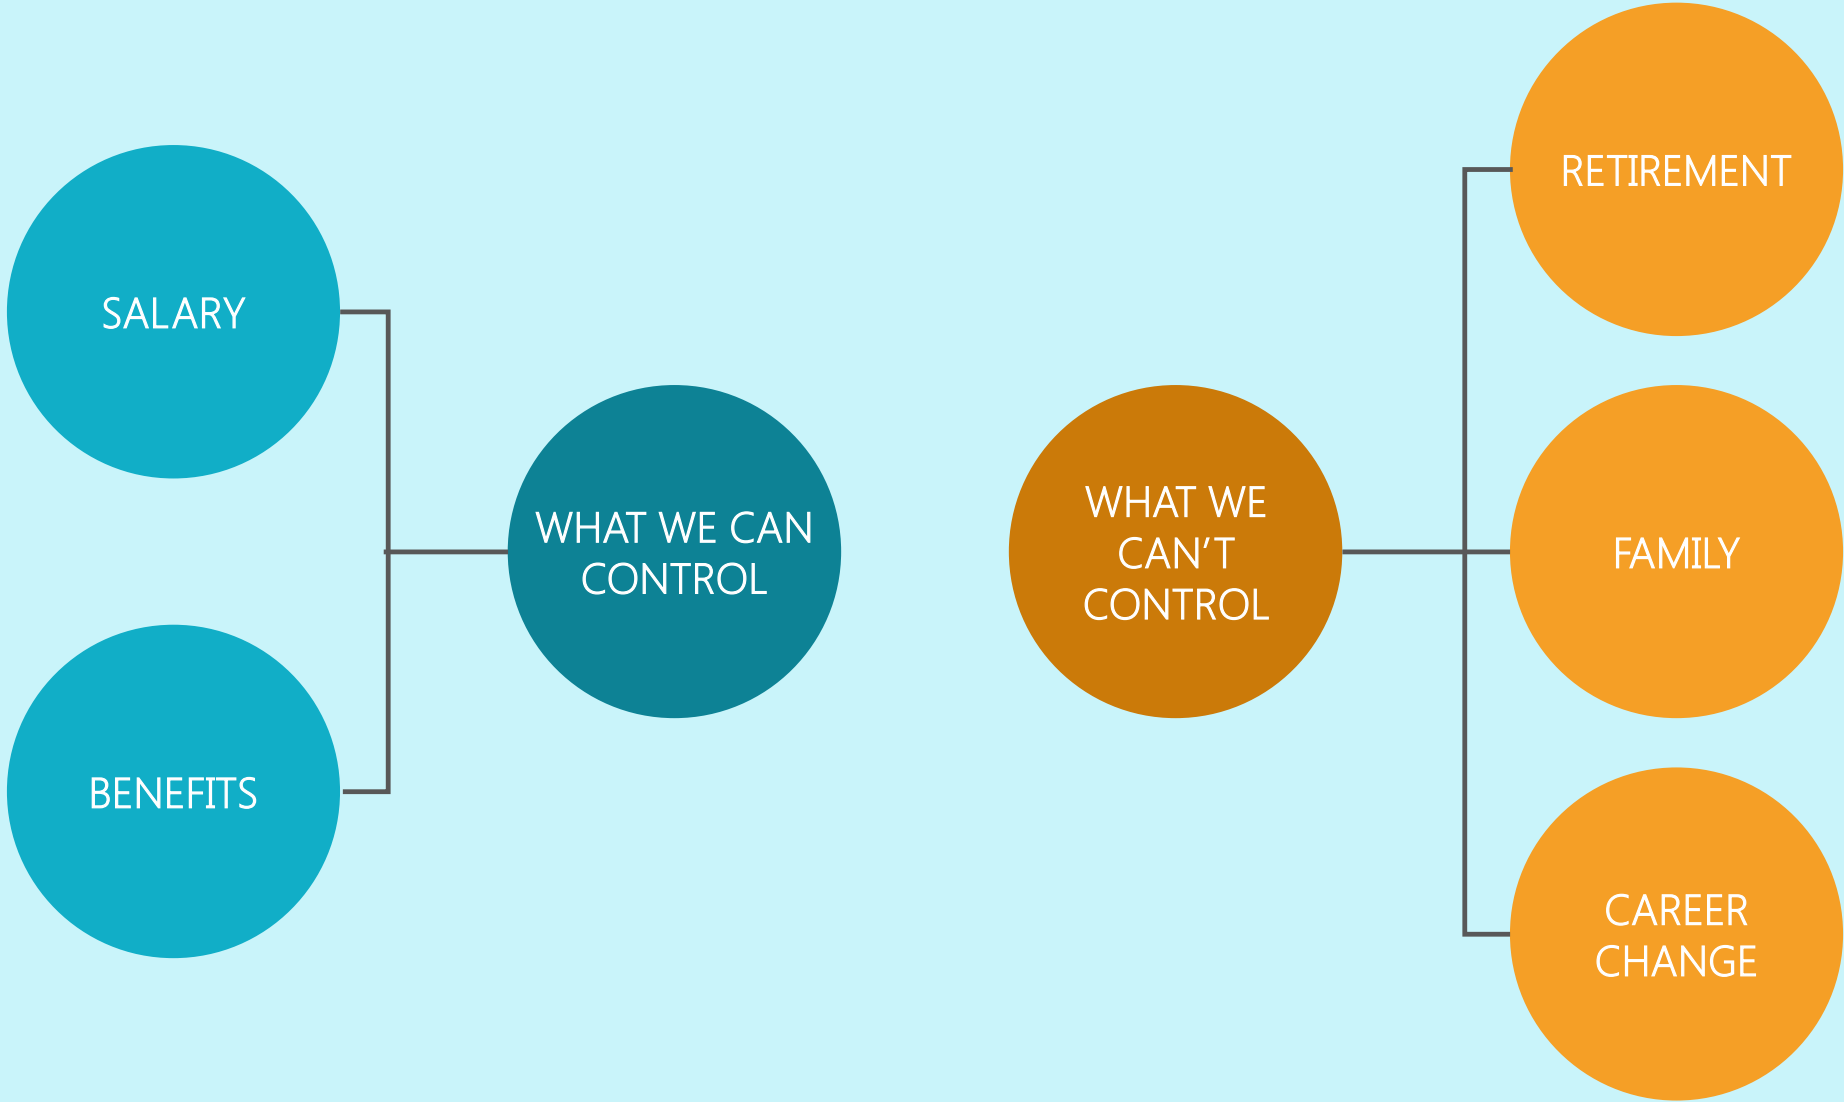 SALARY
BENEFITS
WHAT WE CAN
CONTROL
WHAT WE
CAN’T
CONTROL
RETIREMENT
FAMILY
CAREER
CHANGE